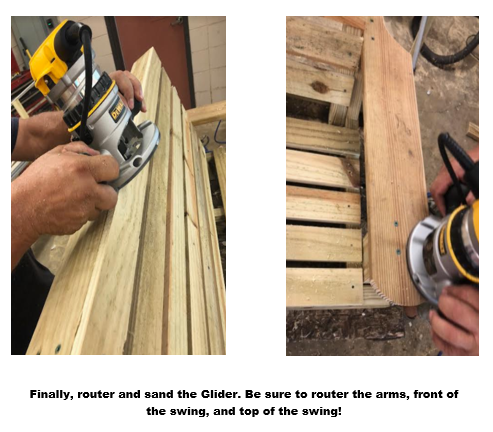 DEWALT
Finally, router and sand the Glider. Be sure to router the arms, front of
the swing, and top of the swing!